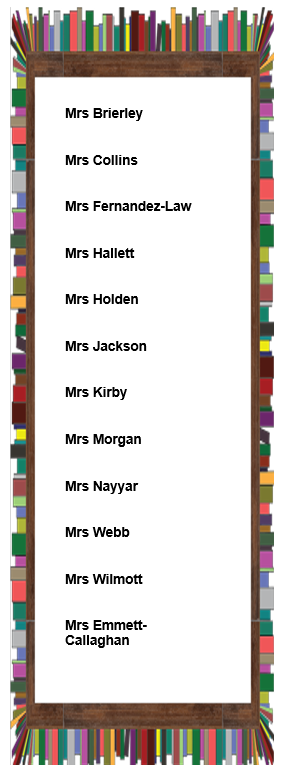 Mrs Brierley
Mrs Collins
Mrs Fernandez-Law
Mrs Hallett
Mrs Holden
Mrs Jackson
Mrs Kirby
Mrs Morgan
Mrs Nayyar
Mrs Webb
Mrs Wilmott
Mrs Emmett-
Callaghan